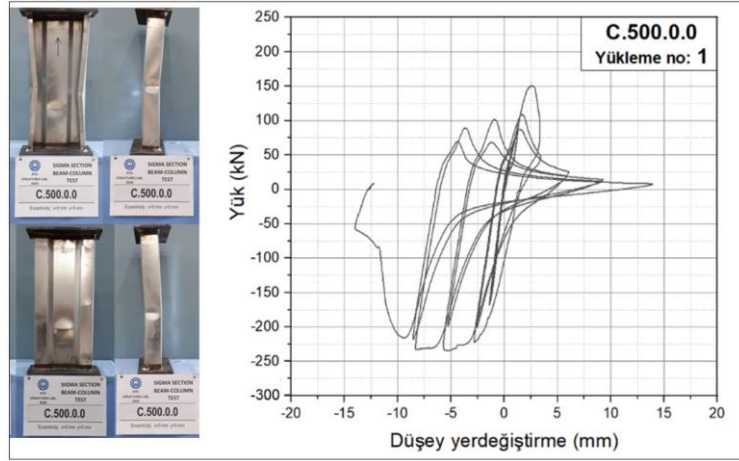 SIGMA SECTION
BEAM-COLUMN
TEST
C.500.0.0
SIGMA SECTION
BEAM-COLUMN
TEST
C.500.0.0
SIGMA SECTION
BEAM-COLUMN
TEST
C.500.0.0
SIGMA SECTION
BEAM-COLUMN
TEST
C.500.0.0
C.500.0.0
Yükleme no: 1
Yük (kN)
250
200
150
100
50
0
-50
-100
-150
-200
-250
-300
-20 -15 -10 -5 0 5 10 15 20
Düşey yerdeğiştirme (mm)